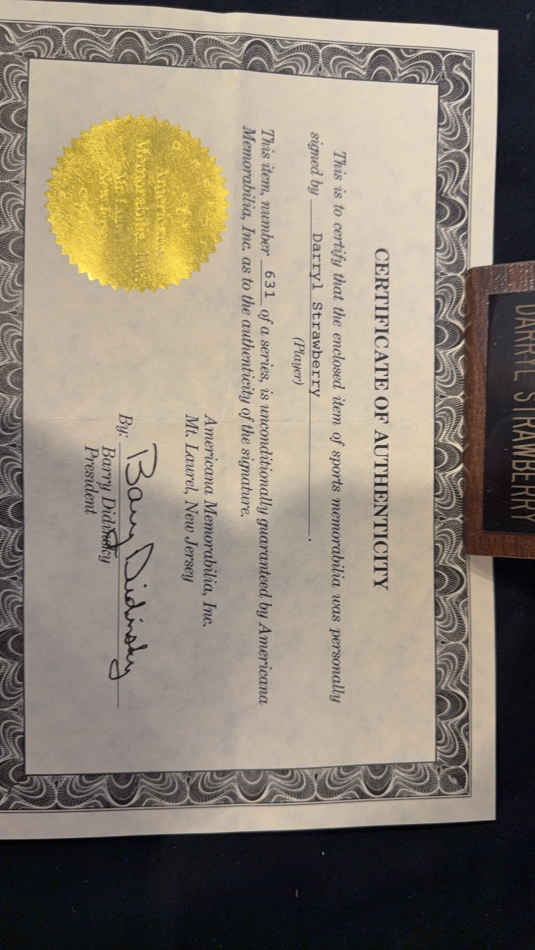 DARRYL STRAWBERRY
CERTIFICATE OF AUTHENTICITY
This is to certify that the enclosed item of sports memorabilia was personally
signed by Darryl Strawberry.
(Player)
This item, number 631 of a series, is unconditionally guaranteed by Americana
Memorabilia, Inc. as to the authenticity of the signature.
Americana Memorabilia, Inc.
Mt. Laurel, New Jersey
By: Barry Didinsky
Barry Didinsky
President
Americana
Memorabilia